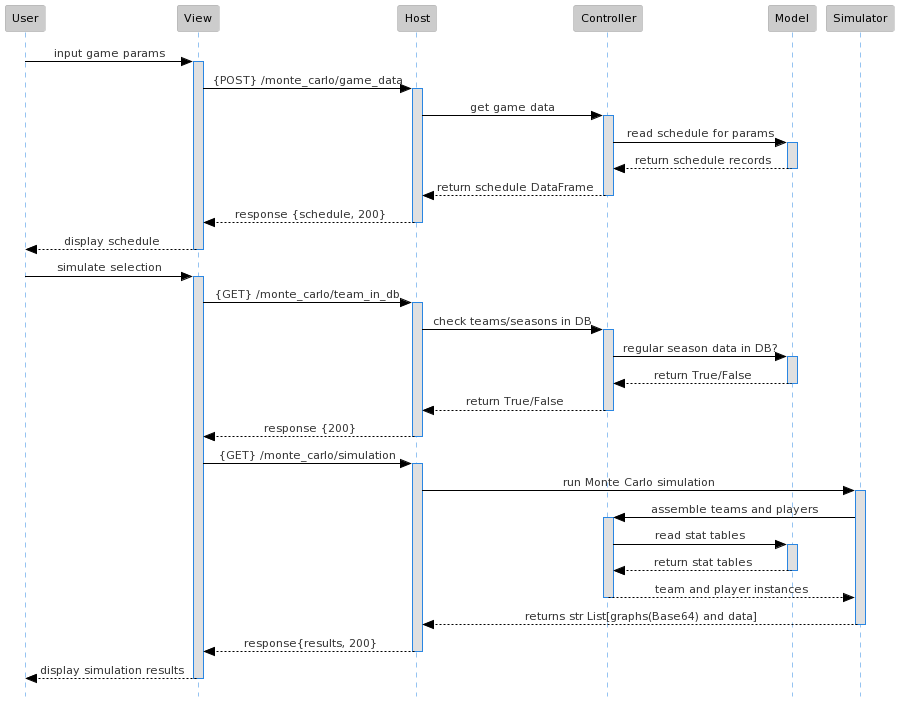 User View Host Controller Model Simulator
input game params
{POST} /monte_carlo/game_data
get game data
read schedule for params
return schedule records
return schedule DataFrame
response {schedule, 200}
display schedule
simulate selection
{GET} /monte_carlo/team_in_db
check teams/seasons in DB
regular season data in DB?
return True/False
return True/False
response {200}
{GET} /monte_carlo/simulation
run Monte Carlo simulation
assemble teams and players
read stat tables
return stat tables
team and player instances
returns str List[graphs(Base64) and data]
response{results, 200}
display simulation results